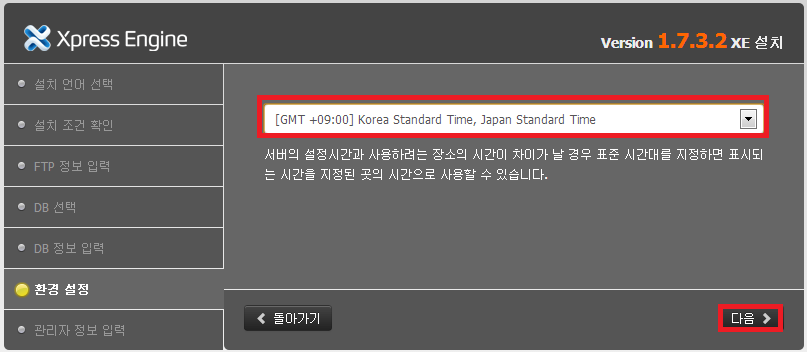 Xpress Engine
Version 1.7.3.2 XE 설치
설치 언어 선택
설치 조건 확인
FTP 정보 입력
DB 선택
DB 정보 입력
환경 설정
관리자 정보 입력
[GMT +09:00] Korea Standard Time, Japan Standard Time
서버의 설정시간과 사용하려는 장소의 시간이 차이가 날 경우 표준 시간대를 지정하면 표시되
는 시간을 지정된 곳의 시간으로 사용할 수 있습니다.
돌아가기
다음